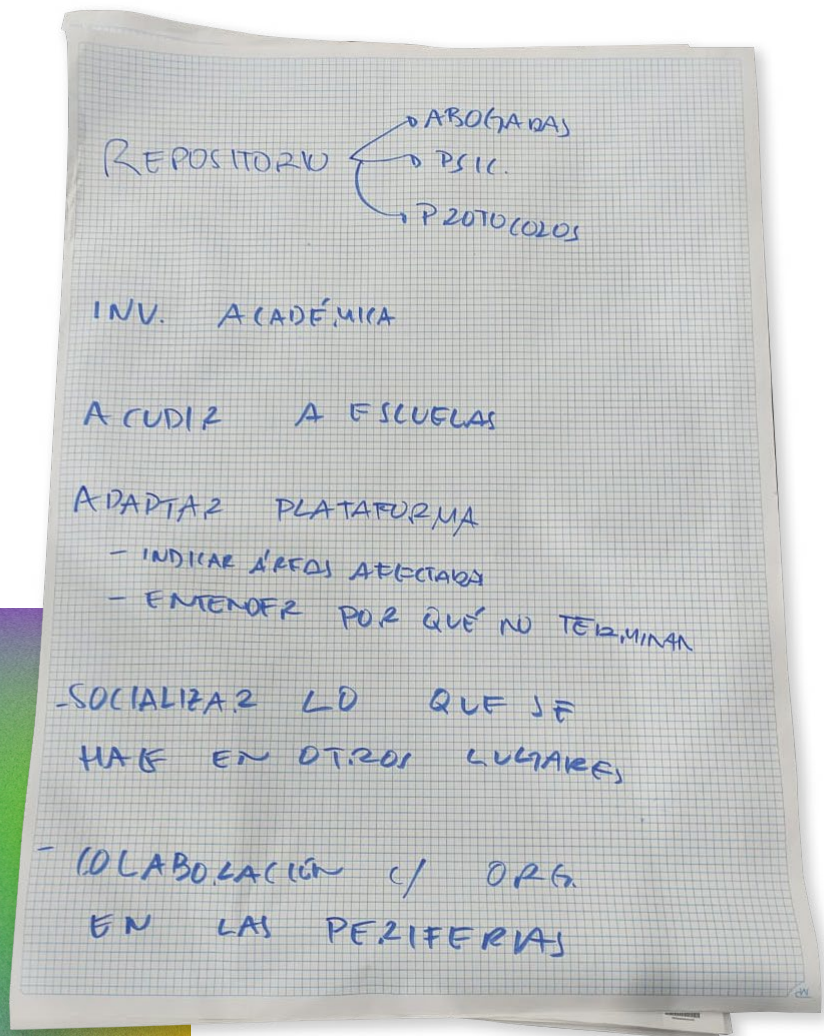 REPOSITORIO
ABOGADAS
PSIC.
PROTOCOLOS
INV. ACADÉMICA
ACUDIR A ESCUELAS
ADAPTAR PLATAFORMA
- INDICAR ÁREAS AFECTADAS
- ENTENDER POR QUÉ NO TERMINAN
- SOCIALIZAR LO QUE SE
HACE EN OTROS LUGARES
- COLABORACIÓN C/ ORG.
EN LAS PERIFERIAS